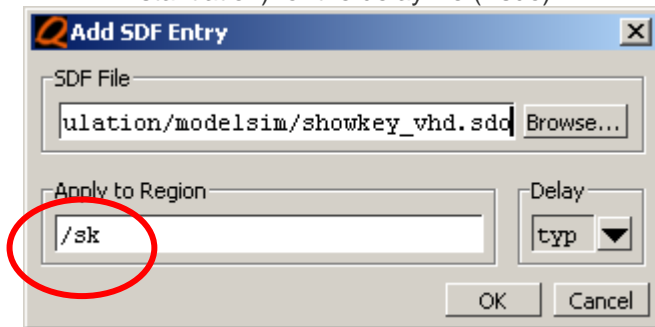 Add SDF Entry
SDF File
ulation/modelsim/showkey_vhd.sdo Browse...
Apply to Region Delay
/sk typ
OK Cancel